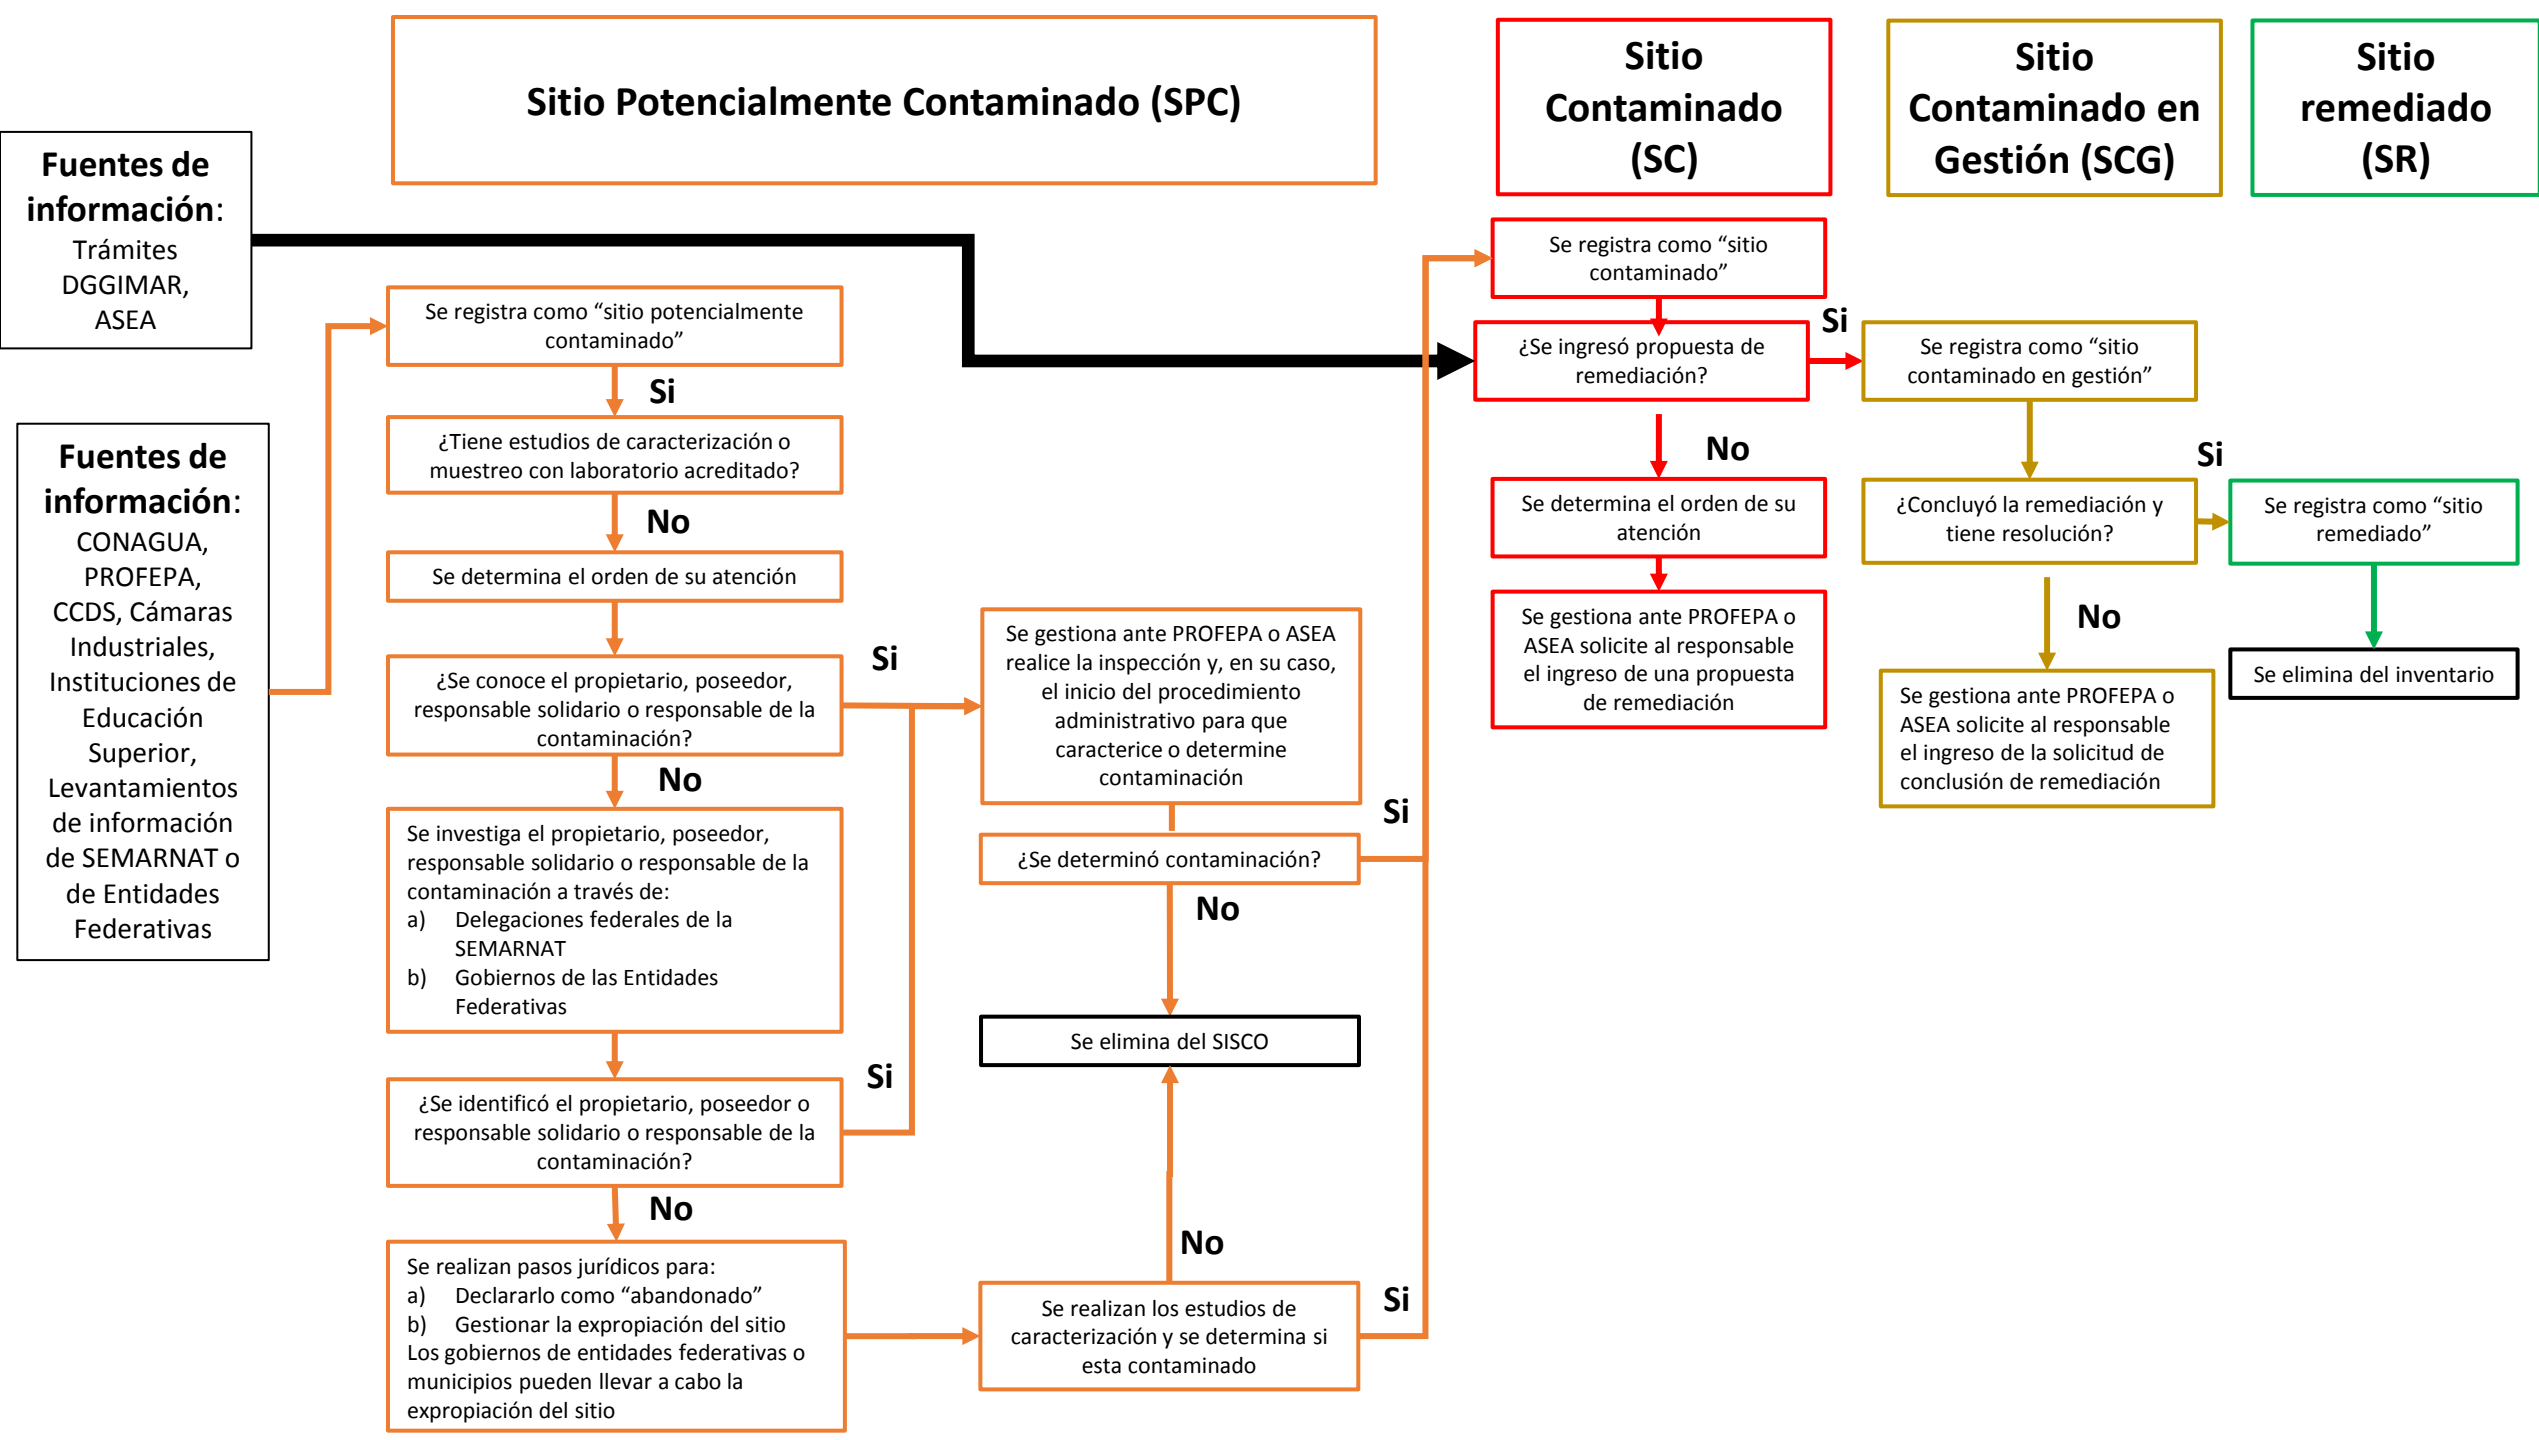 Sitio Potencialmente Contaminado (SPC)
Sitio
Contaminado
(SC)
Sitio
Contaminado en
Gestión (SCG)
Sitio
remediado
(SR)
Fuentes de
información:
Trámites
DGGIMAR,
ASEA
Fuentes de
información:
CONAGUA,
PROFEPA,
CCDS, Cámaras
Industriales,
Instituciones de
Educación
Superior,
Levantamientos
de información
de SEMARNAT o
de Entidades
Federativas
Se registra como “sitio potencialmente
contaminado”
Si
¿Tiene estudios de caracterización o
muestreo con laboratorio acreditado?
No
Se determina el orden de su atención
¿Se conoce el propietario, poseedor,
responsable solidario o responsable de la
contaminación?
Si
No
Se investiga el propietario, poseedor,
responsable solidario o responsable de la
contaminación a través de:
a) Delegaciones federales de la
SEMARNAT
b) Gobiernos de las Entidades
Federativas
¿Se identificó el propietario, poseedor o
responsable solidario o responsable de la
contaminación?
Si
No
Se realizan pasos jurídicos para:
a) Declararlo como “abandonado”
b) Gestionar la expropiación del sitio
Los gobiernos de entidades federativas o
municipios pueden llevar a cabo la
expropiación del sitio
Se gestiona ante PROFEPA o ASEA
realice la inspección y, en su caso,
el inicio del procedimiento
administrativo para que
caracterice o determine
contaminación
¿Se determinó contaminación?
Si
No
Se elimina del SISCO
No
Se realizan los estudios de
caracterización y se determina si
esta contaminado
Si
Se registra como “sitio
contaminado”
¿Se ingresó propuesta de
remediación?
Si
No
Se determina el orden de su
atención
Se gestiona ante PROFEPA o
ASEA solicite al responsable
el ingreso de una propuesta
de remediación
Se registra como “sitio
contaminado en gestión”
¿Concluyó la remediación y
tiene resolución?
Si
No
Se gestiona ante PROFEPA o
ASEA solicite al responsable
el ingreso de la solicitud de
conclusión de remediación
Se registra como “sitio
remediado”
Se elimina del inventario